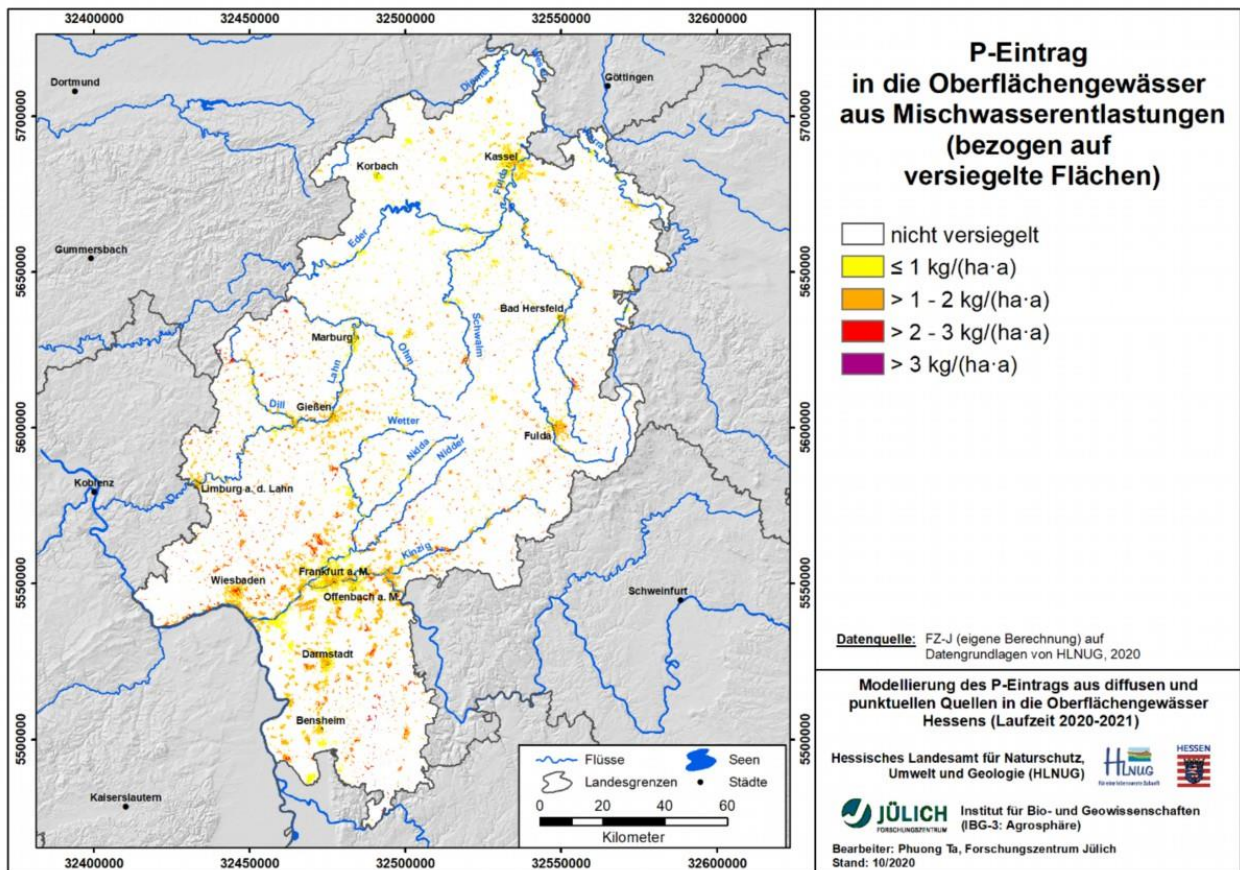 32400000 32450000 32500000 32550000 32600000
5700000
5650000
5600000
5550000
5500000
5700000
5650000
5600000
5550000
5500000
Dortmund
Göttingen
Diemel
Weser
Werra
Korbach
Kassel
Fulda
Gummersbach
Eder
Bad Hersfeld
Schwalm
Marburg
Lahn
Ohm
Dill
Gießen
Wetter
Fulda
Nidda
Nidder
Koblenz
Limburg a. d. Lahn
Kinzig
Wiesbaden
Frankfurt a. M.
Offenbach a. M.
Schweinfurt
Darmstadt
Bensheim
Kaiserslautern
Flüsse
Seen
Landesgrenzen
Städte
0 20 40 60
Kilometer
32400000 32450000 32500000 32550000 32600000
P-Eintrag
in die Oberflächengewässer
aus Mischwasserentlastungen
(bezogen auf
versiegelte Flächen)
nicht versiegelt
≤ 1 kg/(ha·a)
> 1 - 2 kg/(ha·a)
> 2 - 3 kg/(ha·a)
> 3 kg/(ha·a)
Datenquelle: FZ-J (eigene Berechnung) auf
Datengrundlagen von HLNUG, 2020
Modellierung des P-Eintrags aus diffusen und
punktuellen Quellen in die Oberflächengewässer
Hessens (Laufzeit 2020-2021)
Hessisches Landesamt für Naturschutz,
Umwelt und Geologie (HLNUG)
HLNUG
HESSEN
JÜLICH
FORSCHUNGSZENTRUM
Institut für Bio- und Geowissenschaften
(IBG-3: Agrosphäre)
Bearbeiter: Phuong Ta, Forschungszentrum Jülich
Stand: 10/2020